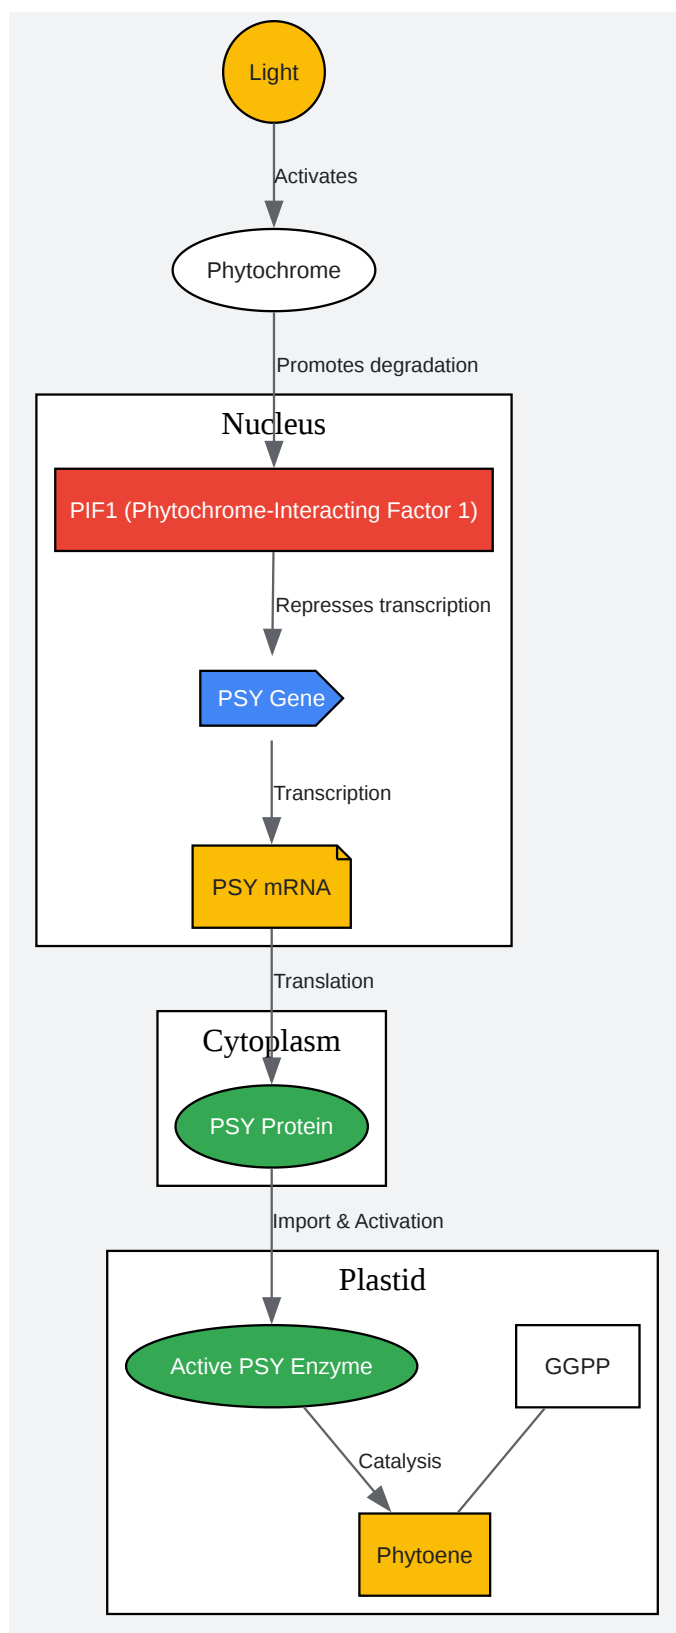 Light
Activates
Phytochrome
Promotes degradation
Nucleus
PIF1 (Phytochrome-Interacting Factor 1)
Represses transcription
PSY Gene
Transcription
PSY mRNA
Translation
Cytoplasm
PSY Protein
Import & Activation
Plastid
Active PSY Enzyme
GGPP
Catalysis
Phytoene